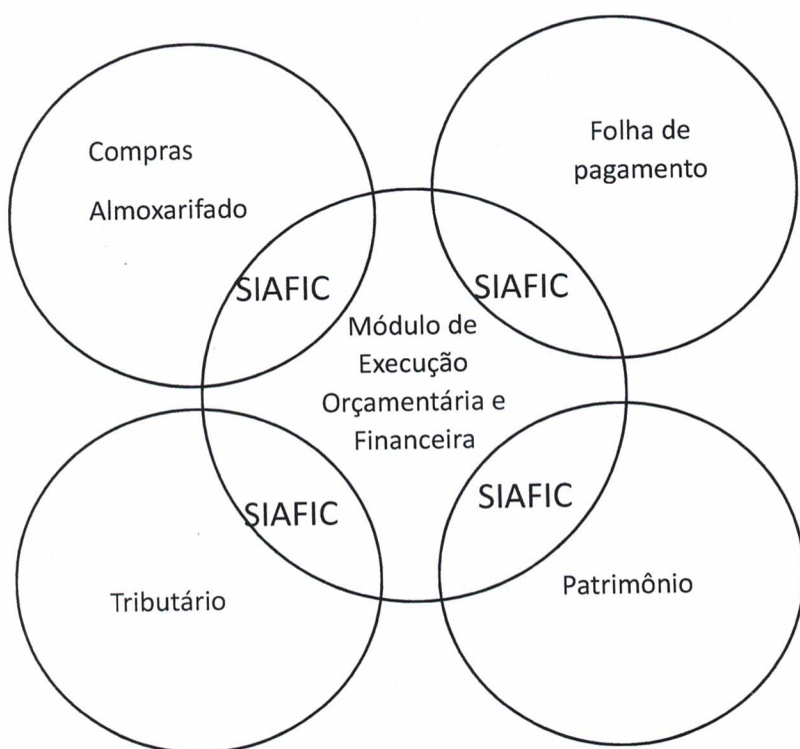 Compras
Almoxarifado
Folha de
pagamento
SIAFIC
SIAFIC
Módulo de
Execução
Orçamentária e
Financeira
SIAFIC
SIAFIC
Tributário
Patrimônio